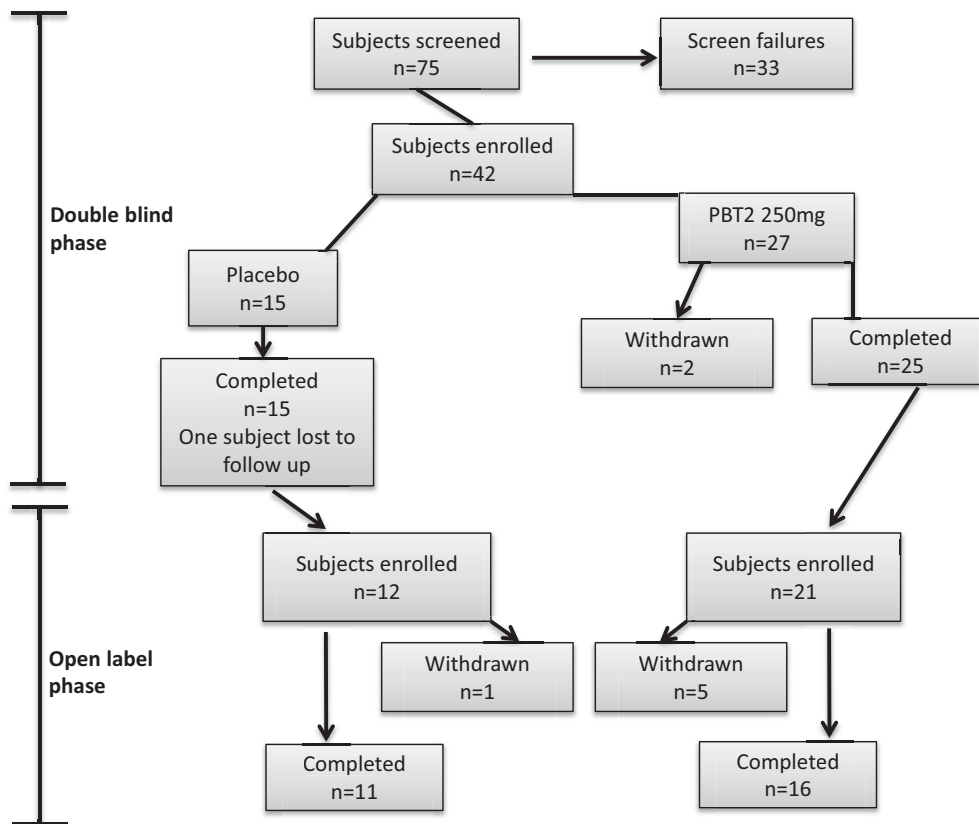 Subjects screened
n=75
Screen failures
n=33
Subjects enrolled
n=42
Double blind
phase
PBT2 250mg
n=27
Placebo
n=15
Withdrawn
n=2
Completed
n=25
Completed
n=15
One subject lost to
follow up
Subjects enrolled
n=12
Subjects enrolled
n=21
Open label
phase
Withdrawn
n=1
Withdrawn
n=5
Completed
n=11
Completed
n=16